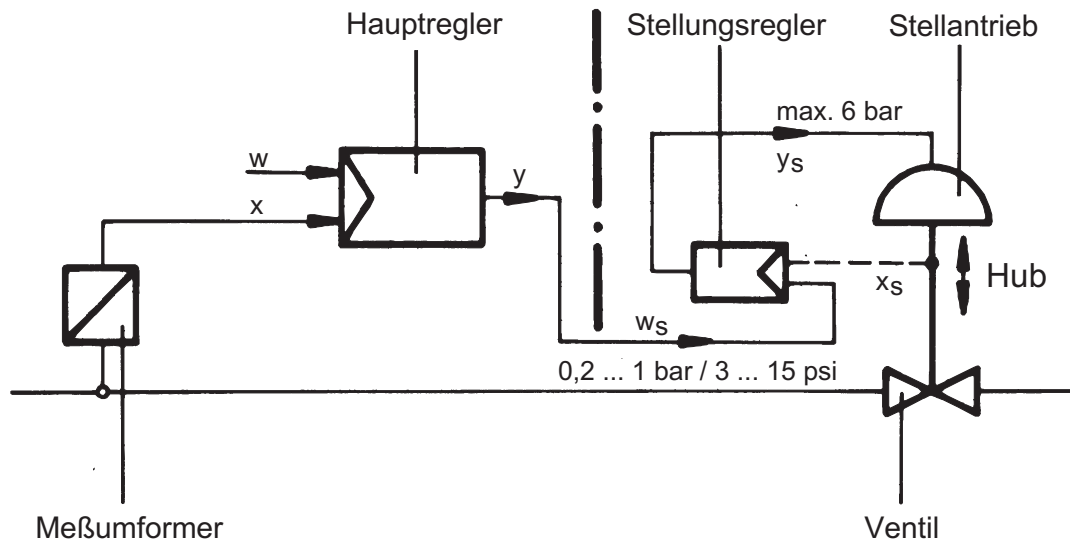 Hauptregler
Stellungsregler
Stellantrieb
max. 6 bar
w
y
yS
x
xS
Hub
wS
0,2 ... 1 bar / 3 ... 15 psi
Meßumformer
Ventil